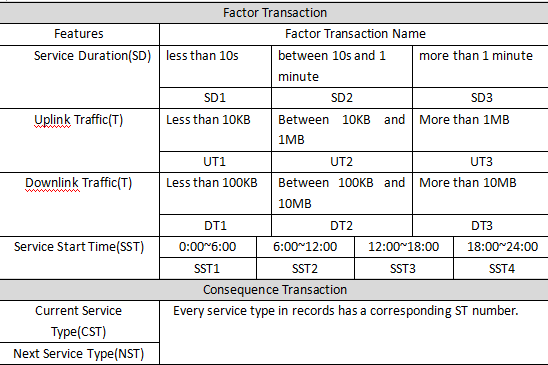 Factor Transaction
Features Factor Transaction Name
Service Duration(SD) less than 10s between 10s and 1 more than 1 minute
minute
SD1 SD2 SD3
Uplink Traffic(T) Less than 10KB Between 10KB and More than 1MB
1MB
UT1 UT2 UT3
Downlink Traffic(T) Less than 100KB Between 100KB and More than 10MB
10MB
DT1 DT2 DT3
Service Start Time(SST) 0:00~6:00 6:00~12:00 12:00~18:00 18:00~24:00
SST1 SST2 SST3 SST4
Consequence Transaction
Current Service Every service type in records has a corresponding ST number.
Type(CST)
Next Service Type(NST)